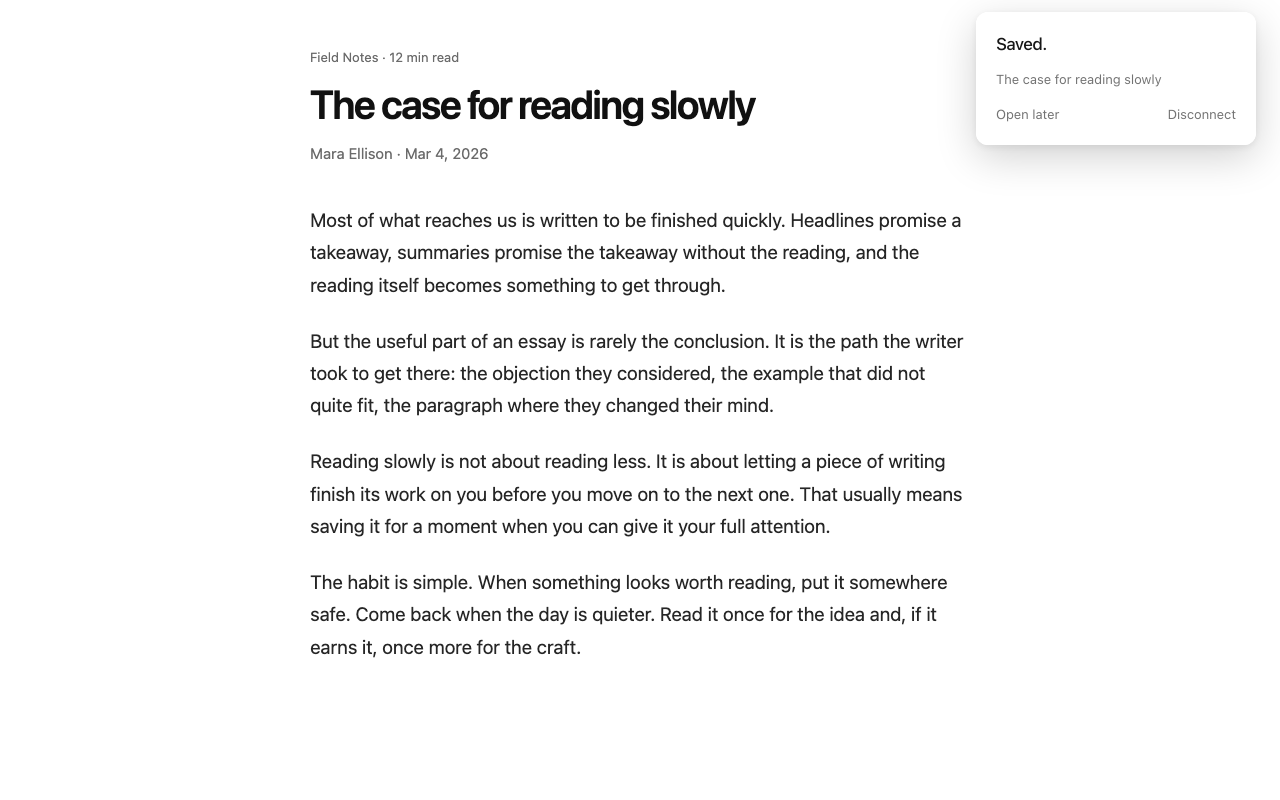 Field Notes · 12 min read
The case for reading slowly
Mara Ellison · Mar 4, 2026
Most of what reaches us is written to be finished quickly. Headlines promise a
takeaway, summaries promise the takeaway without the reading, and the
reading itself becomes something to get through.
But the useful part of an essay is rarely the conclusion. It is the path the writer
took to get there: the objection they considered, the example that did not
quite fit, the paragraph where they changed their mind.
Reading slowly is not about reading less. It is about letting a piece of writing
finish its work on you before you move on to the next one. That usually means
saving it for a moment when you can give it your full attention.
The habit is simple. When something looks worth reading, put it somewhere
safe. Come back when the day is quieter. Read it once for the idea and, if it
earns it, once more for the craft.
Saved.
The case for reading slowly
Open later
Disconnect